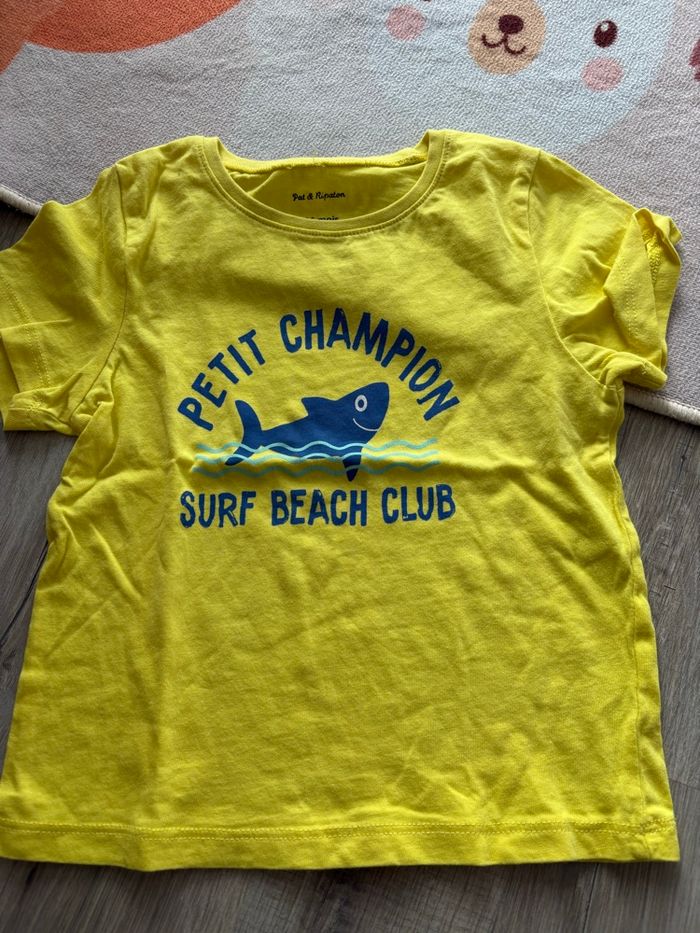 Pat & Ripaton
PETIT CHAMPION
SURF BEACH CLUB